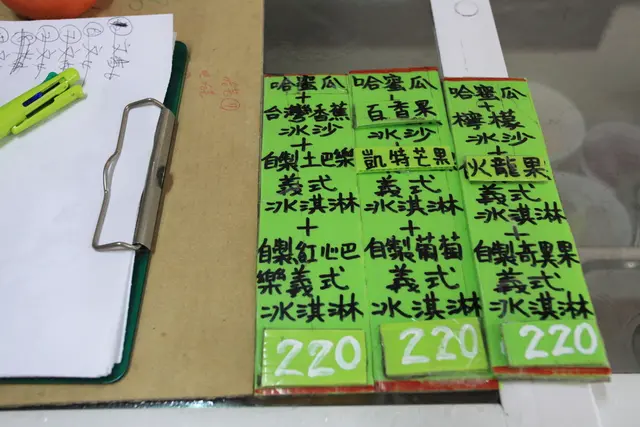 哈蜜瓜
+
台灣香蕉
冰沙
+
自製土巴樂
義式
冰淇淋
+
自製紅心巴
樂義式
冰淇淋
220
哈蜜瓜
+
百香果
冰沙
+
凱特芒果
義式
冰淇淋
+
自製葡萄
義式
冰淇淋
220
哈蜜瓜
+
檸檬
冰沙
+
火龍果
義式
冰淇淋
+
自製奇異果
義式
冰淇淋
220